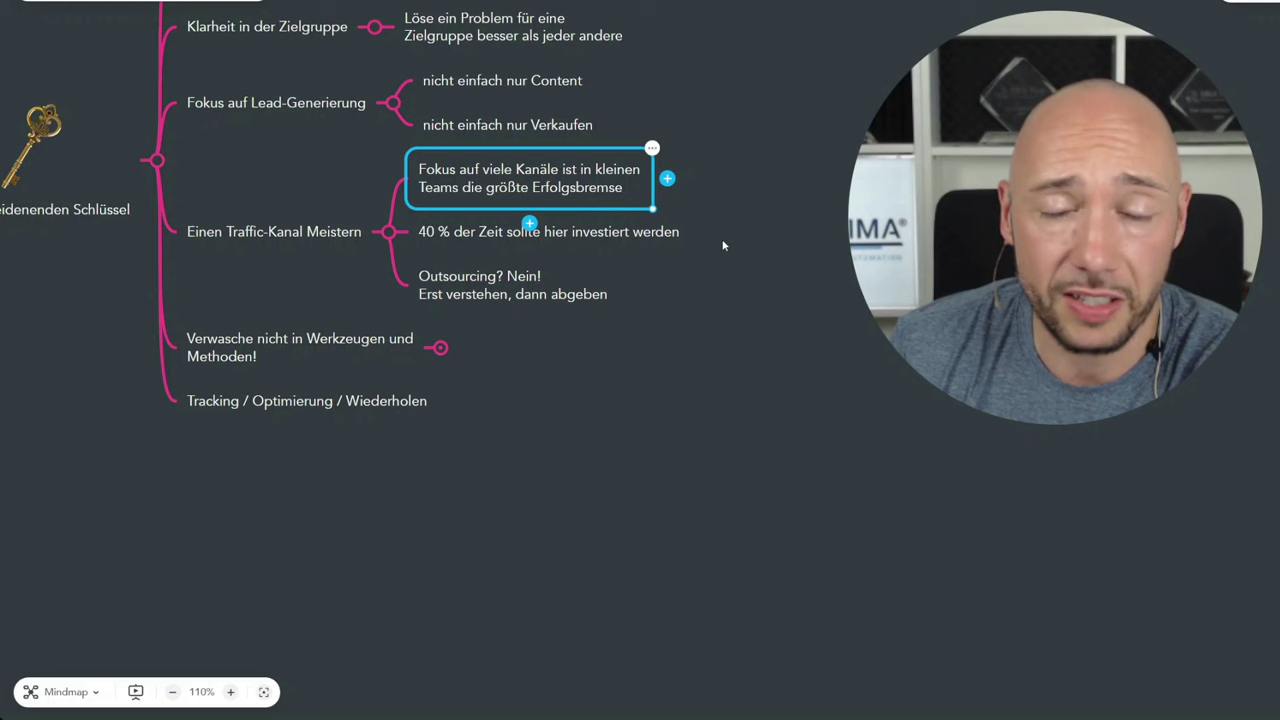 Klarheit in der Zielgruppe
Löse ein Problem für eine
Zielgruppe besser als jeder andere
Fokus auf Lead-Generierung
nicht einfach nur Content
nicht einfach nur Verkaufen
Fokus auf viele Kanäle ist in kleinen
Teams die größte Erfolgsbremse
Einen Traffic-Kanal Meistern
40 % der Zeit sollte hier investiert werden
Outsourcing? Nein!
Erst verstehen, dann abgeben
Verwasche nicht in Werkzeugen und
Methoden!
Tracking / Optimierung / Wiederholen
eidenenden Schlüssel
IMA®
AUTOMATION
Mindmap
110%